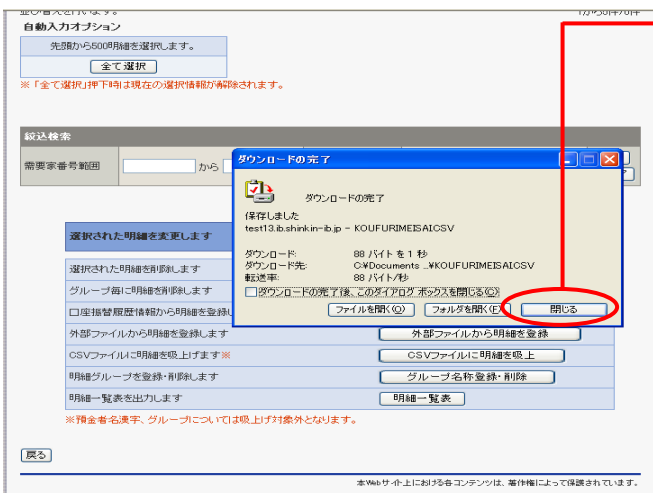 自動入力オプション
先頭から500明細を選択します。
全て選択
※「全て選択」押下時は現在の選択情報が解除されます。
絞込検索
需要家番号範囲 から
ダウンロードの完了
ダウンロードの完了
保存しました
test13.ib.shinkin-ib.jp - KOUFURIMEISAICSV
ダウンロード: 88 バイト を 1 秒
ダウンロード先: C:¥Documents ...¥KOUFURIMEISAICSV
転送率: 88 バイト/秒
ダウンロードの完了後、このダイアログ ボックスを閉じる(C)
ファイルを開く(O) フォルダを開く(F) 閉じる
選択された明細を変更します
選択された明細を削除します
グループ毎に明細を削除します
口座振替履歴情報から明細を登録し
外部ファイルから明細を登録します 外部ファイルから明細を登録
CSVファイルに明細を吸上げます※ CSVファイルに明細を吸上
明細グループを登録・削除します グループ名称登録・削除
明細一覧表を出力します 明細一覧表
※預金者名漢字、グループについては吸上げ対象外となります。
戻る
本Webサイト上における各コンテンツは、著作権によって保護されています。